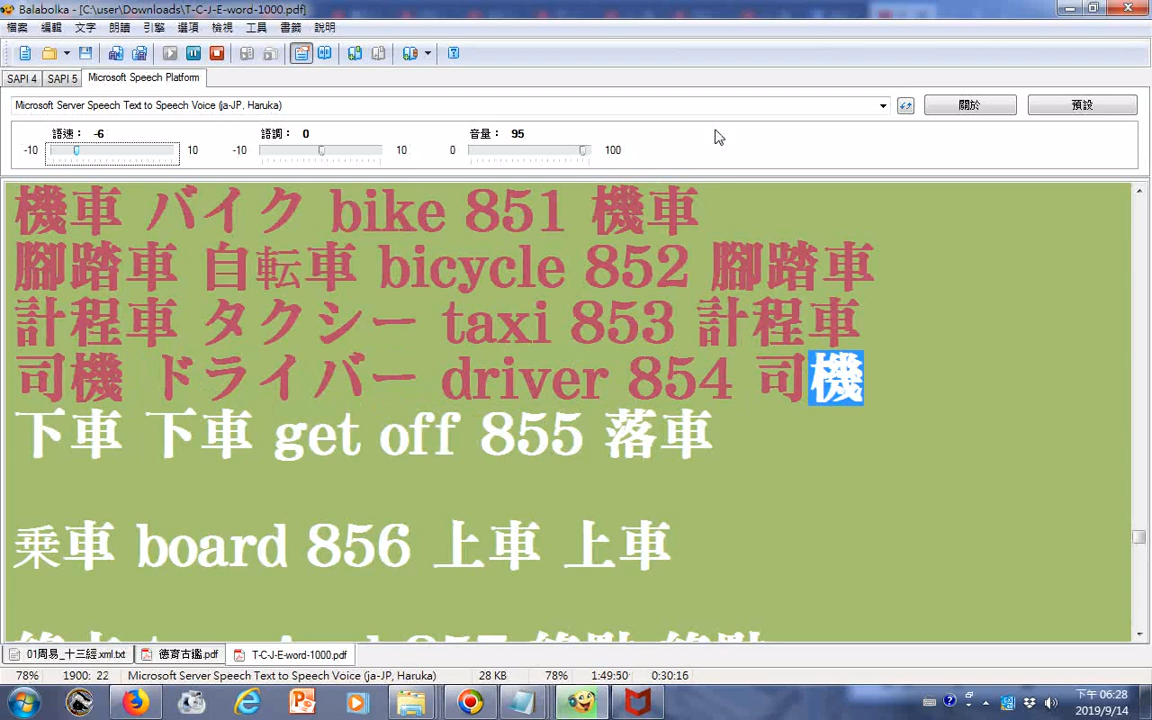 Balabolka - [C:\user\Downloads\T-C-J-E-word-1000.pdf]
檔案 編輯 文字 朗讀 引擎 選項 檢視 工具 書籤 說明
SAPI 4 SAPI 5 Microsoft Speech Platform
Microsoft Server Speech Text to Speech Voice (ja-JP, Haruka) 關於 預設
語速： -6 語調： 0 音量： 95
-10 10 -10 10 0 100
機車 バイク bike 851 機車
腳踏車 自転車 bicycle 852 腳踏車
計程車 タクシー taxi 853 計程車
司機 ドライバー driver 854 司機
下車 下車 get off 855 落車
乗車 board 856 上車 上車
01周易_十三經.xml.txt 德育古鑑.pdf T-C-J-E-word-1000.pdf
78% 1900: 22 Microsoft Server Speech Text to Speech Voice (ja-JP, Haruka) 28 KB 78% 1:49:50 0:30:16
下午 06:28
2019/9/14